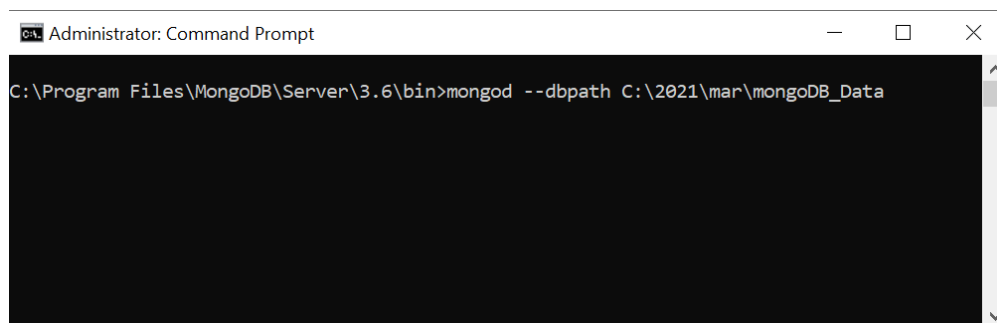 Administrator: Command Prompt
C:\Program Files\MongoDB\Server\3.6\bin>mongod --dbpath C:\2021\mar\mongoDB_Data